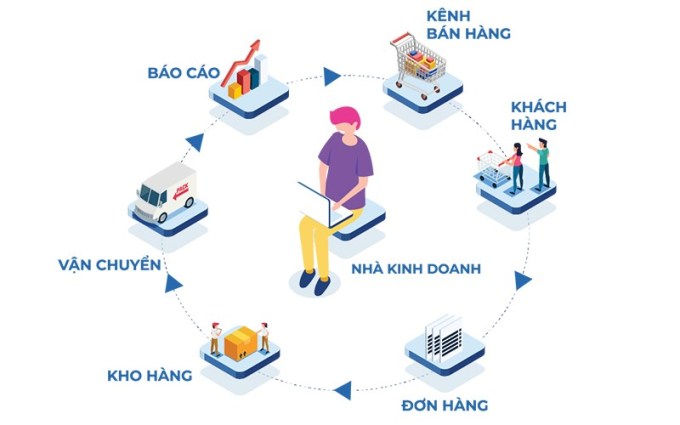 KÊNH
BÁN HÀNG
BÁO CÁO
KHÁCH
HÀNG
VẬN CHUYỂN
NHÀ KINH DOANH
KHO HÀNG
ĐƠN HÀNG